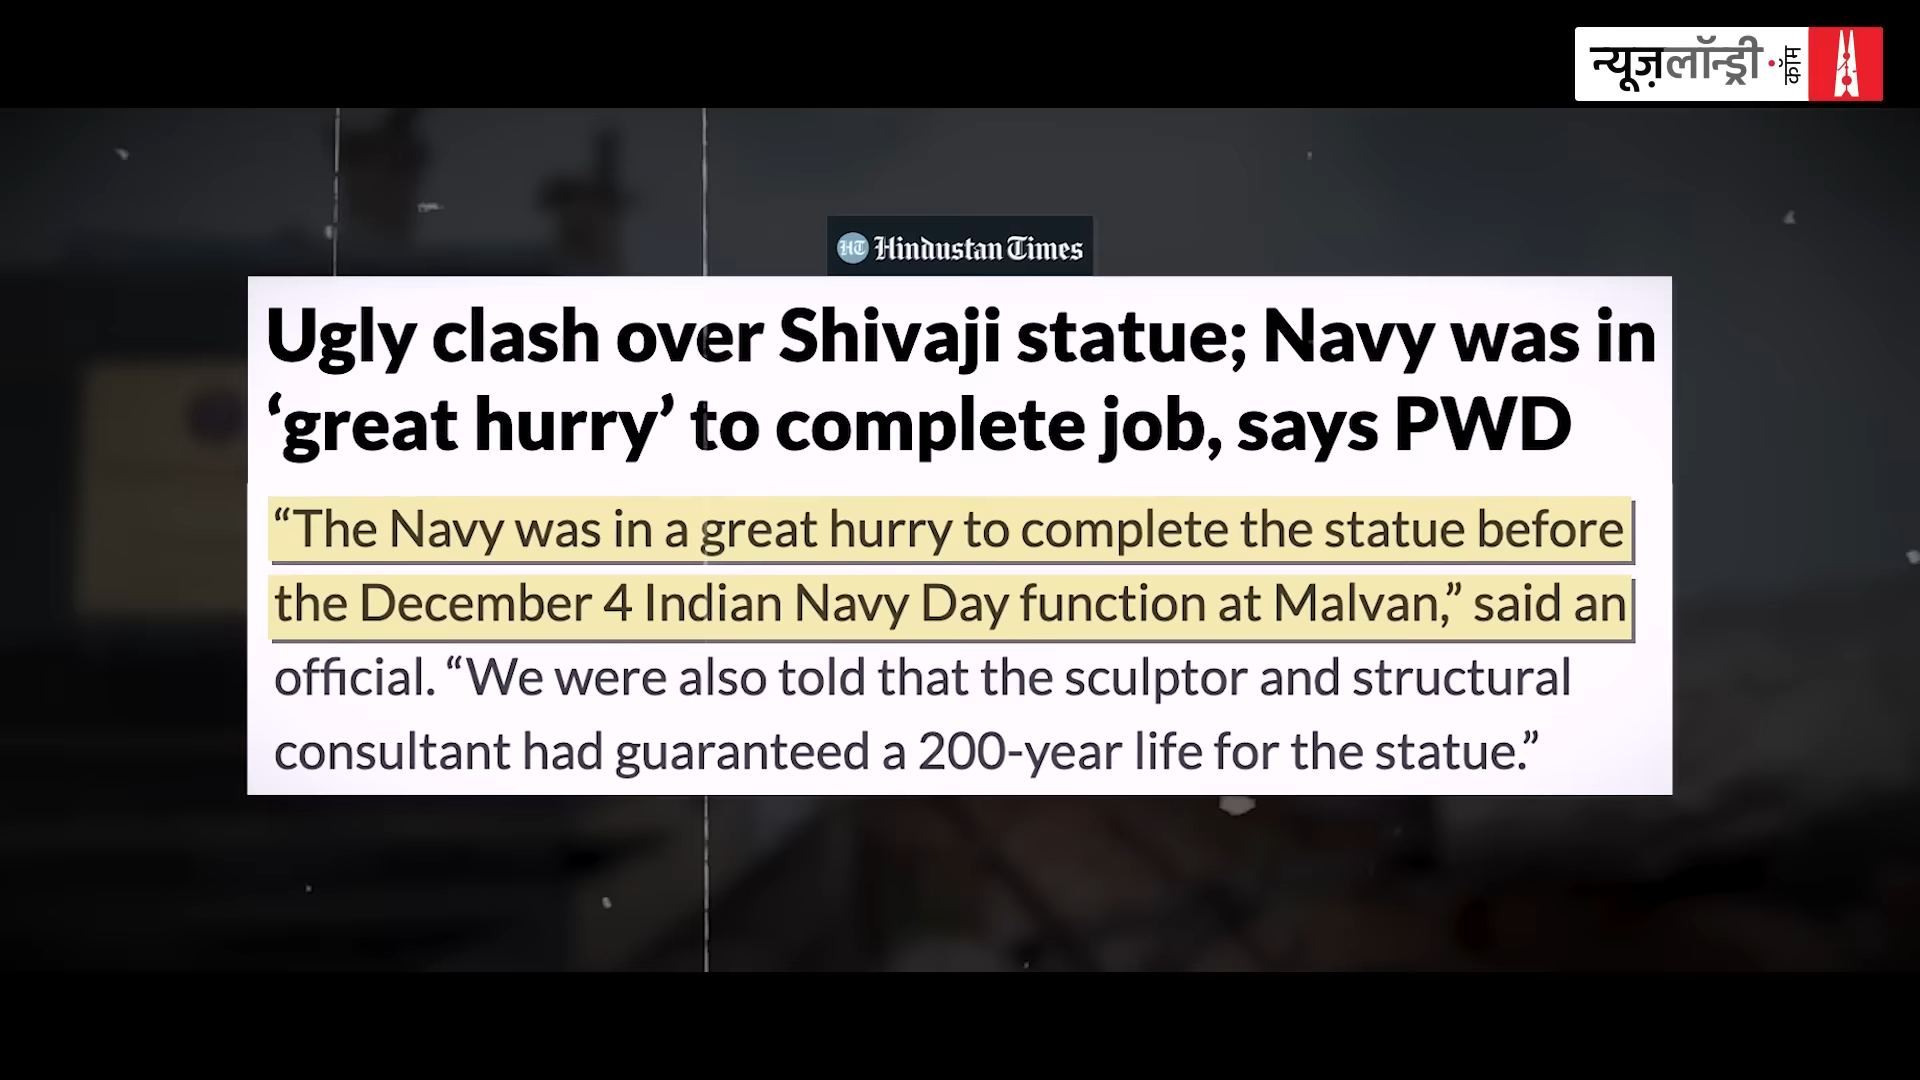 न्यूज़लॉन्ड्री.कॉम
HT Hindustan Times
Ugly clash over Shivaji statue; Navy was in
‘great hurry’ to complete job, says PWD
“The Navy was in a great hurry to complete the statue before
the December 4 Indian Navy Day function at Malvan,” said an
official. “We were also told that the sculptor and structural
consultant had guaranteed a 200-year life for the statue.”